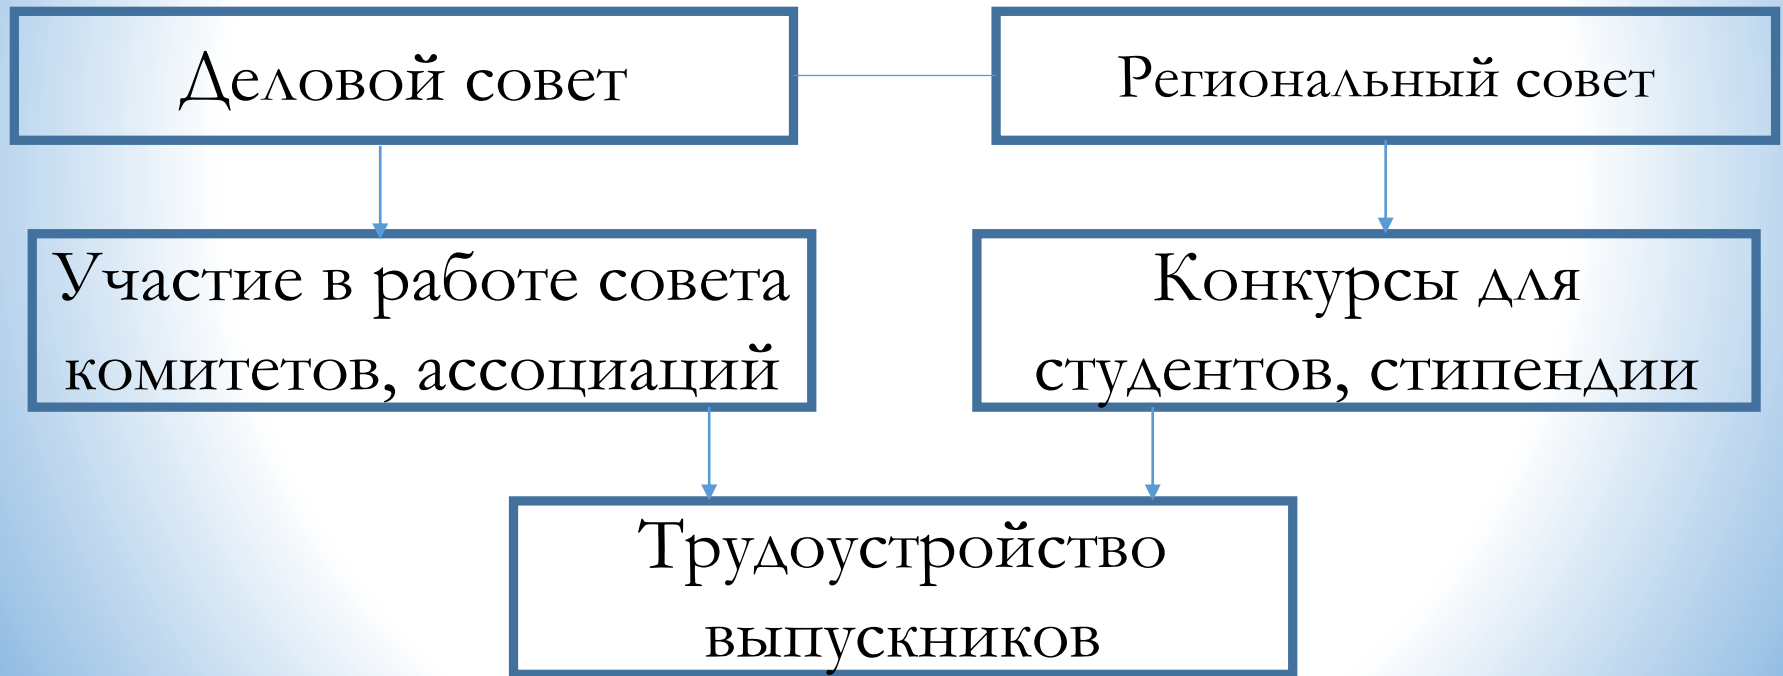 Деловой совет
Региональный совет
Участие в работе совета
комитетов, ассоциаций
Конкурсы для
студентов, стипендии
Трудоустройство
выпускников